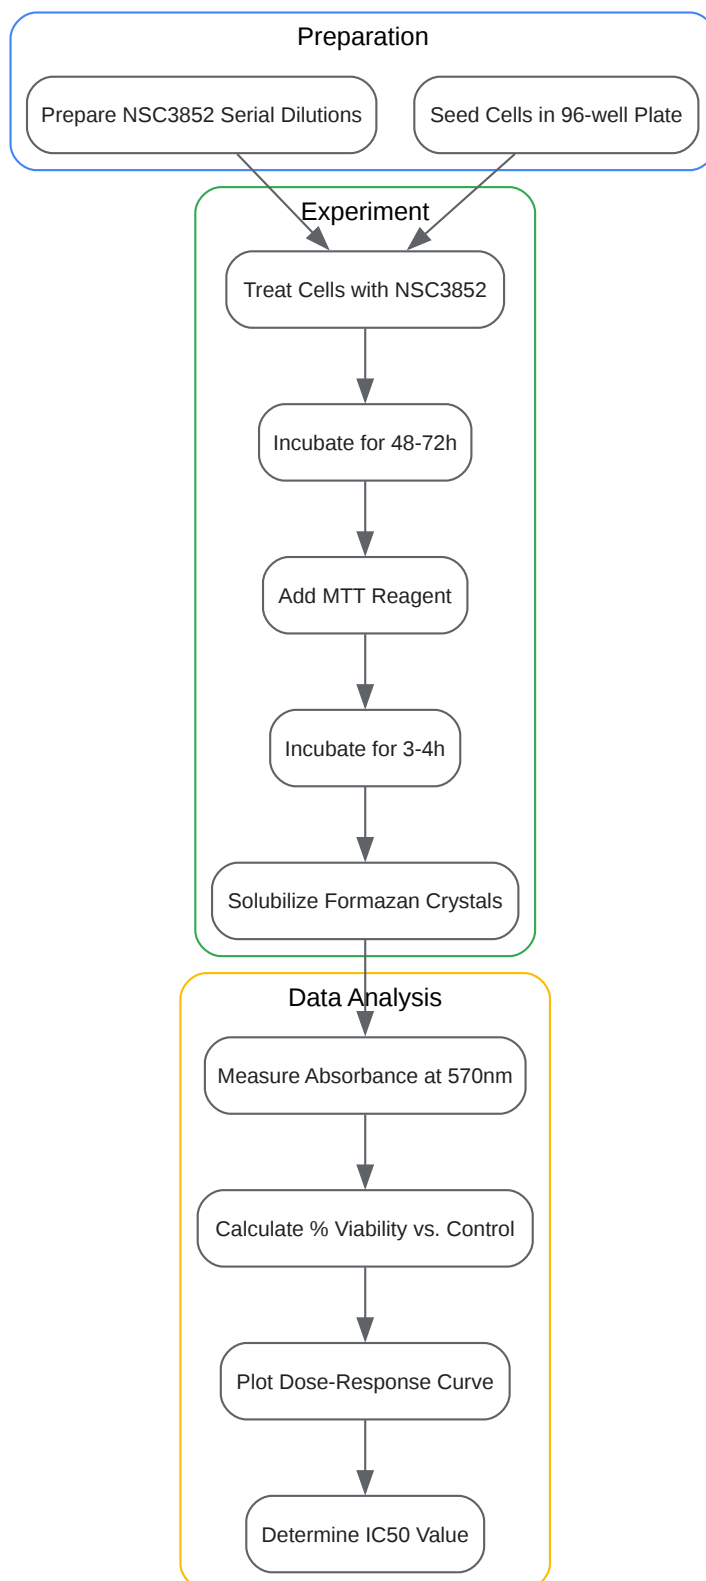 Preparation
Prepare NSC3852 Serial Dilutions
Seed Cells in 96-well Plate
Experiment
Treat Cells with NSC3852
Incubate for 48-72h
Add MTT Reagent
Incubate for 3-4h
Solubilize Formazan Crystals
Data Analysis
Measure Absorbance at 570nm
Calculate % Viability vs. Control
Plot Dose-Response Curve
Determine IC50 Value